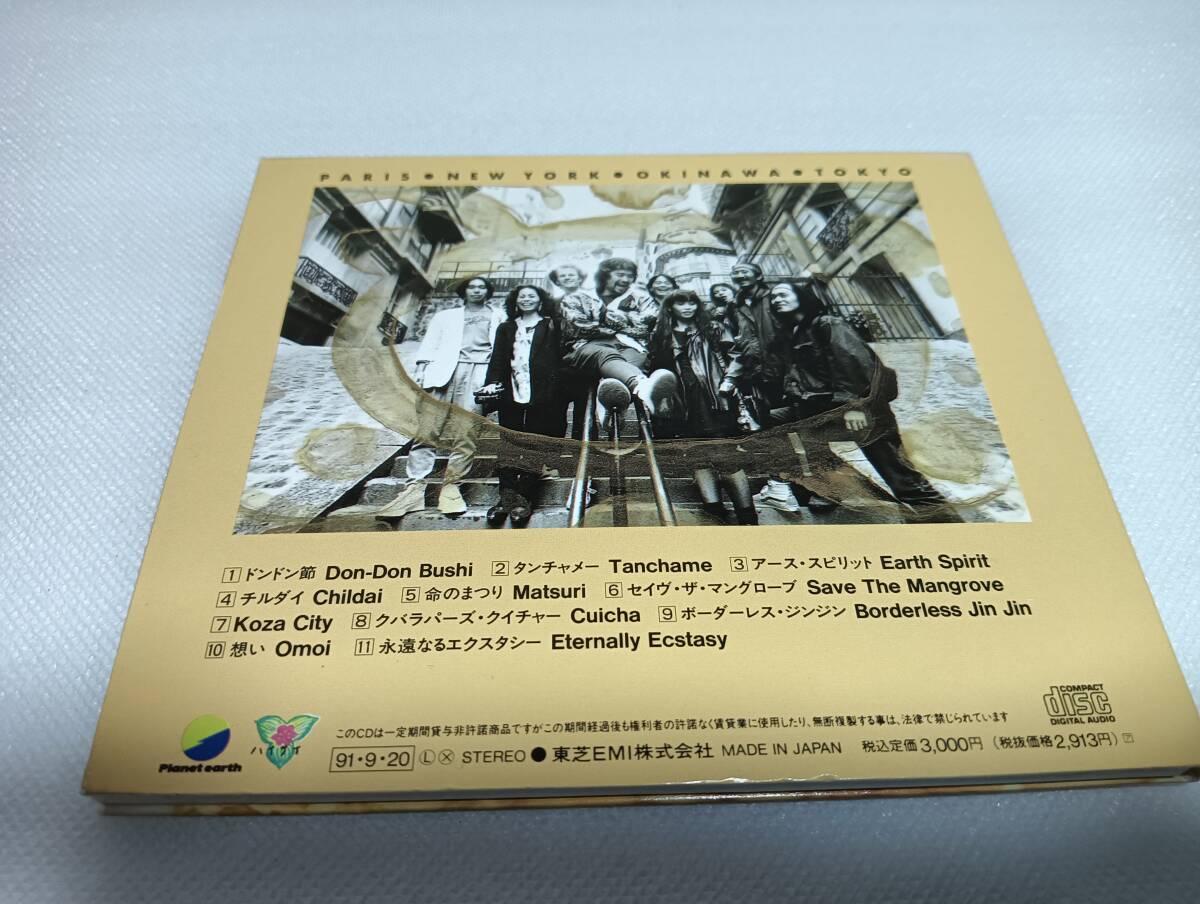 PARIS●NEW YORK●OKINAWA●TOKYO
1 ドンドン節 Don-Don Bushi 2 タンチャメー Tanchame 3 アース・スピリット Earth Spirit
4 チルダイ Childai 5 命のまつり Matsuri 6 セイヴ・ザ・マングローブ Save The Mangrove
7 Koza City 8 クバラパーズ・クイチャー Cuicha 9 ボーダーレス・ジンジン Borderless Jin Jin
10 想い Omoi 11 永遠なるエクスタシー Eternally Ecstasy
COMPACT
disc
DIGITAL AUDIO
Planet earth
このCDは一定期間貸与非許諾商品ですがこの期間経過後も権利者の許諾なく賃貸業に使用したり、無断複製する事は、法律で禁じられています
91・9・20 Ⓛ Ⓧ STEREO ● 東芝EMI株式会社 MADE IN JAPAN 税込定価3,000円 (税抜価格2,913円)